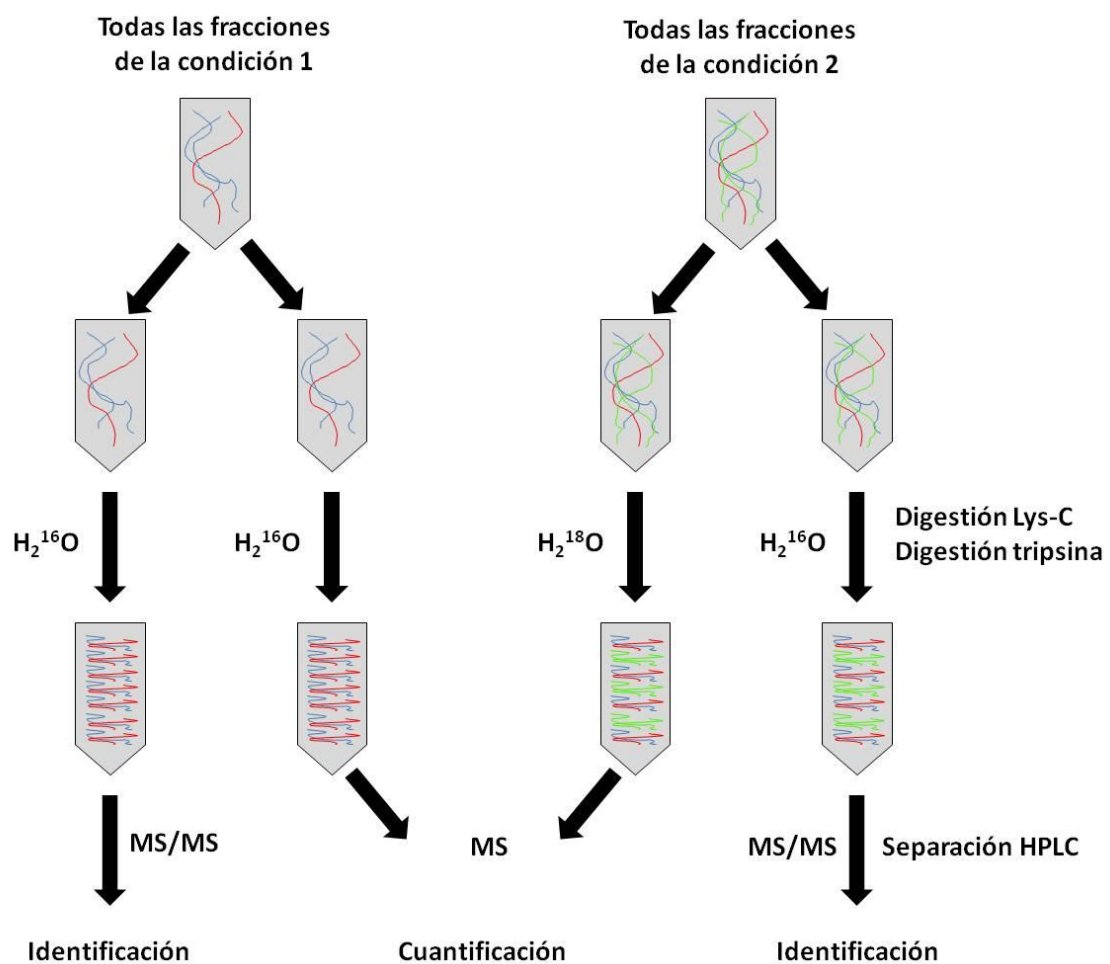 Todas las fracciones
de la condición 1
Todas las fracciones
de la condición 2
H₂¹⁶O
H₂¹⁶O
H₂¹⁸O
H₂¹⁶O
Digestión Lys-C
Digestión tripsina
MS/MS
MS
MS/MS
Separación HPLC
Identificación
Cuantificación
Identificación